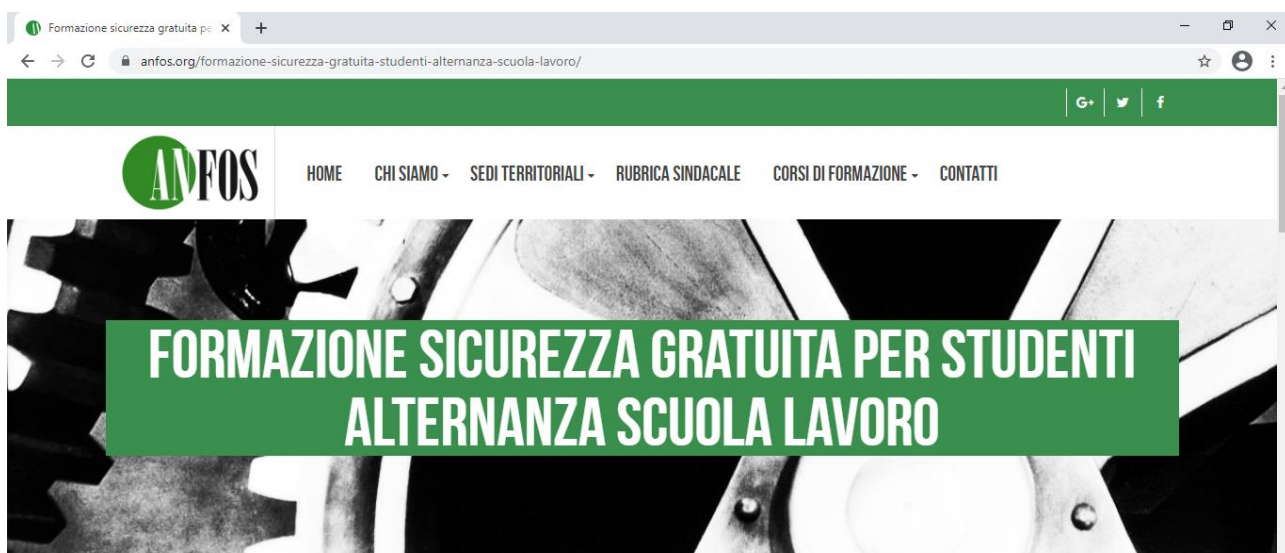 Formazione sicurezza gratuita pe
anfos.org/formazione-sicurezza-gratuita-studenti-alternanza-scuola-lavoro/
G+
f
ANFOS
HOME CHI SIAMO SEDI TERRITORIALI RUBRICA SINDACALE CORSI DI FORMAZIONE CONTATTI
FORMAZIONE SICUREZZA GRATUITA PER STUDENTI
ALTERNANZA SCUOLA LAVORO